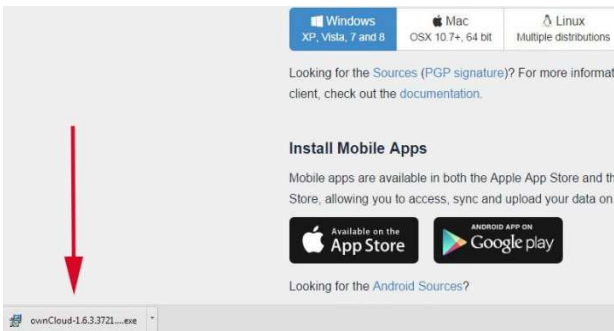 Windows
XP, Vista, 7 and 8
Mac
OSX 10.7+, 64 bit
Linux
Multiple distributions
Looking for the Sources (PGP signature)? For more informat
client, check out the documentation.
Install Mobile Apps
Mobile apps are available in both the Apple App Store and th
Store, allowing you to access, sync and upload your data on
Available on the
App Store
ANDROID APP ON
Google play
Looking for the Android Sources?
ownCloud-1.6.3.3721....exe